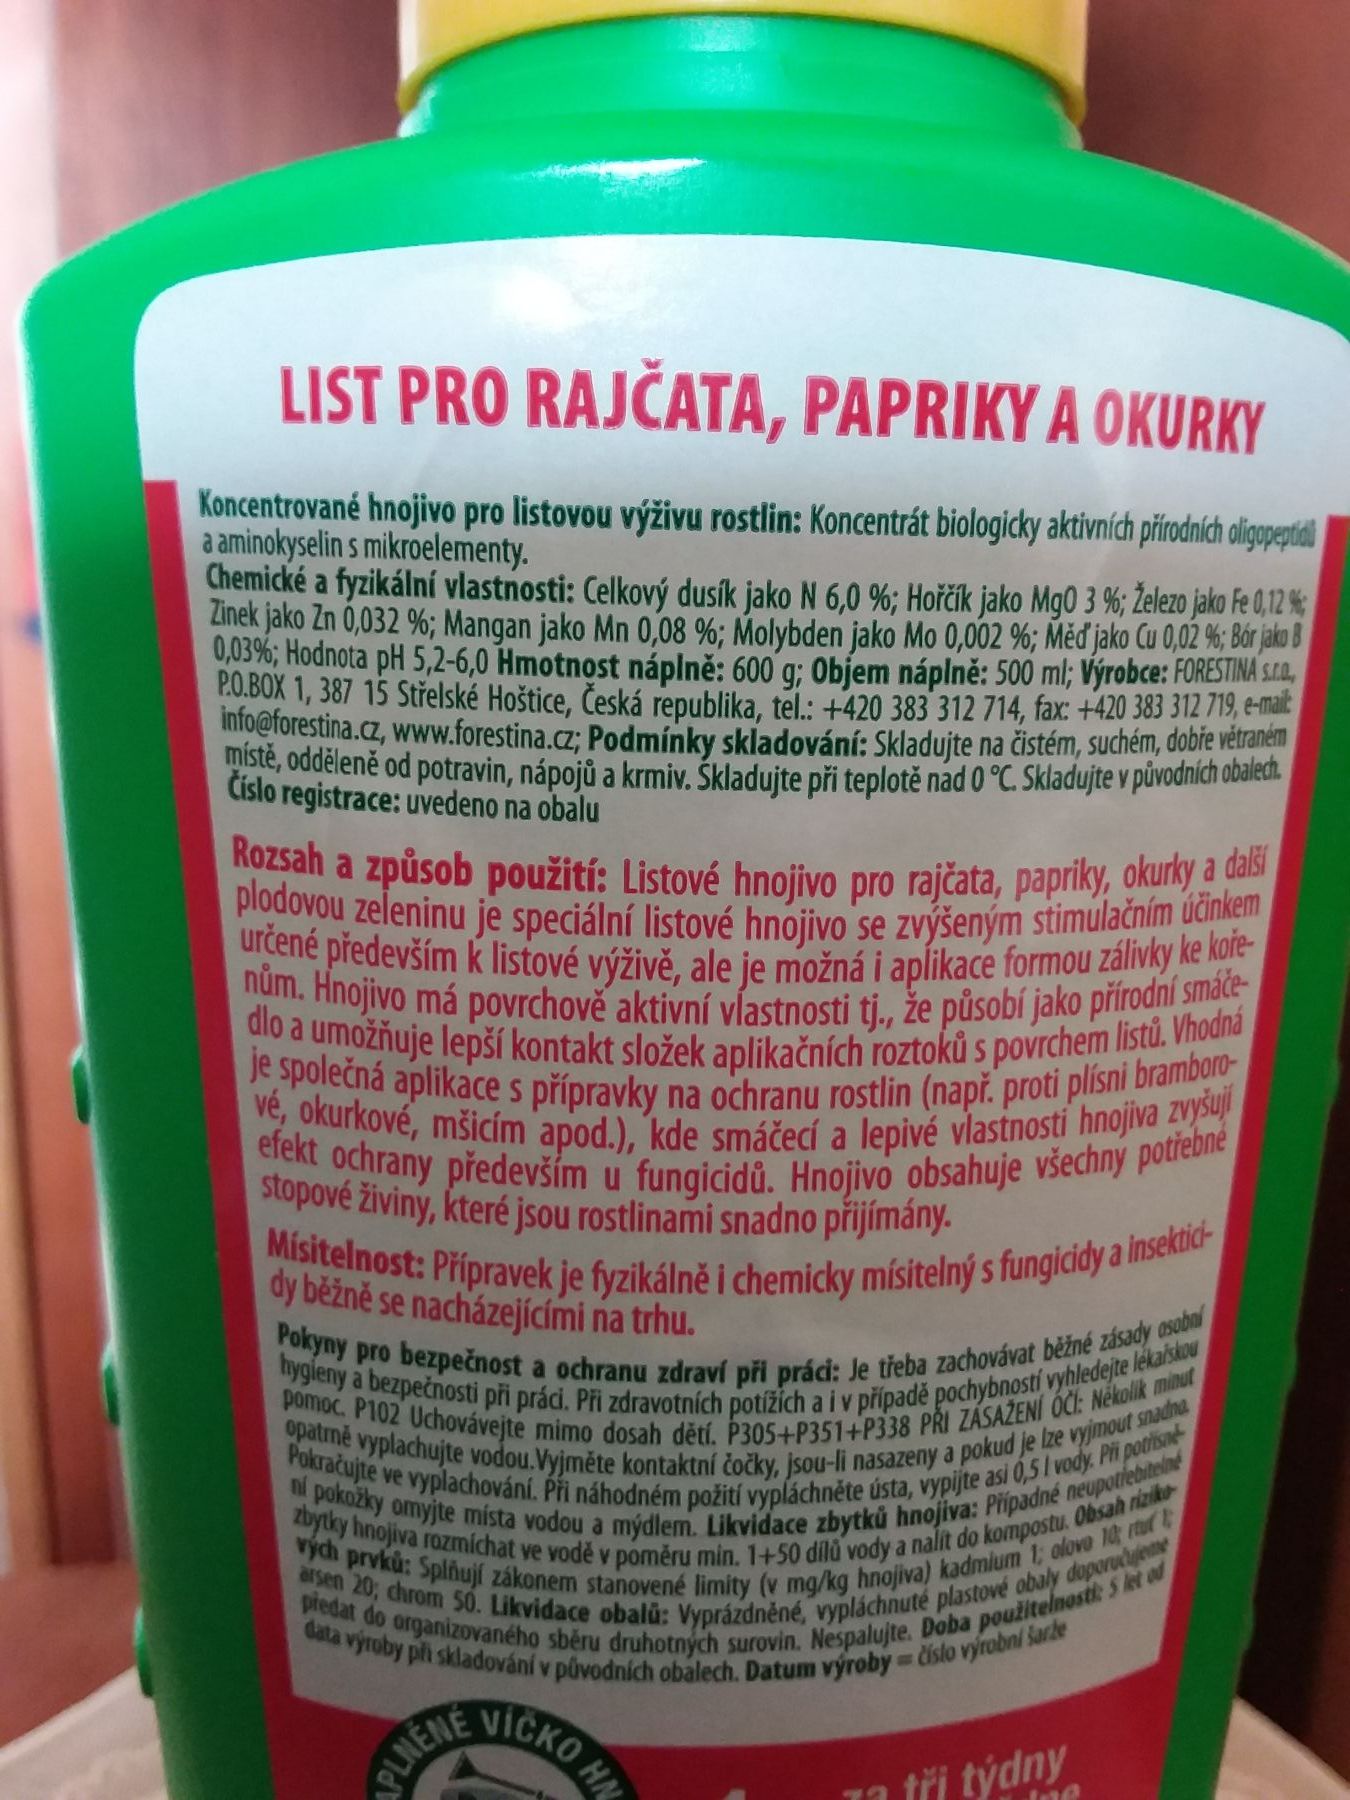 LIST PRO RAJČATA, PAPRIKY A OKURKY
Koncentrované hnojivo pro listovou výživu rostlin: Koncentrát biologicky aktivních přírodních oligopeptidů
a aminokyselin s mikroelementy.
Chemické a fyzikální vlastnosti: Celkový dusík jako N 6,0 %; Hořčík jako MgO 3 %; Železo jako Fe 0,12 %;
Zinek jako Zn 0,032 %; Mangan jako Mn 0,08 %; Molybden jako Mo 0,002 %; Měď jako Cu 0,02 %; Bór jako B
0,03%; Hodnota pH 5,2-6,0 Hmotnost náplně: 600 g; Objem náplně: 500 ml; Výrobce: FORESTINA s.r.o.,
P.O.BOX 1, 387 15 Střelské Hoštice, Česká republika, tel.: +420 383 312 714, fax: +420 383 312 719, e-mail:
info@forestina.cz, www.forestina.cz; Podmínky skladování: Skladujte na čistém, suchém, dobře větraném
místě, odděleně od potravin, nápojů a krmiv. Skladujte při teplotě nad 0 °C. Skladujte v původních obalech.
Číslo registrace: uvedeno na obalu
Rozsah a způsob použití: Listové hnojivo pro rajčata, papriky, okurky a další
plodovou zeleninu je speciální listové hnojivo se zvýšeným stimulačním účinkem
určené především k listové výživě, ale je možná i aplikace formou zálivky ke koře-
nům. Hnojivo má povrchově aktivní vlastnosti tj., že působí jako přírodní smáče-
dlo a umožňuje lepší kontakt složek aplikačních roztoků s povrchem listů. Vhodná
je společná aplikace s přípravky na ochranu rostlin (např. proti plísni bramboro-
vé, okurkové, mšicím apod.), kde smáčecí a lepivé vlastnosti hnojiva zvyšují
efekt ochrany především u fungicidů. Hnojivo obsahuje všechny potřebné
stopové živiny, které jsou rostlinami snadno přijímány.
Mísitelnost: Přípravek je fyzikálně i chemicky mísitelný s fungicidy a insektici-
dy běžně se nacházejícími na trhu.
Pokyny pro bezpečnost a ochranu zdraví při práci: Je třeba zachovávat běžné zásady osobní
hygieny a bezpečnosti při práci. Při zdravotních potížích a i v případě pochybností vyhledejte lékařskou
pomoc. P102 Uchovávejte mimo dosah dětí. P305+P351+P338 PŘI ZASAŽENÍ OČÍ: Několik minut
opatrně vyplachujte vodou.Vyjměte kontaktní čočky, jsou-li nasazeny a pokud je lze vyjmout snadno.
Pokračujte ve vyplachování. Při náhodném požití vypláchněte ústa, vypijte asi 0,5 l vody. Při potřísně-
ní pokožky omyjte místa vodou a mýdlem. Likvidace zbytků hnojiva: Případné neupotřebitelné
zbytky hnojiva rozmíchat ve vodě v poměru min. 1+50 dílů vody a nalít do kompostu. Obsah riziko-
vých prvků: Splňují zákonem stanovené limity (v mg/kg hnojiva) kadmium 1; olovo 10; rtuť 1;
arsen 20; chrom 50. Likvidace obalů: Vyprázdněné, vypláchnuté plastové obaly doporučujeme
předat do organizovaného sběru druhotných surovin. Nespalujte. Doba použitelnosti: 5 let od
data výroby při skladování v původních obalech. Datum výroby = číslo výrobní šarže
VÍČKO
za tři týdny